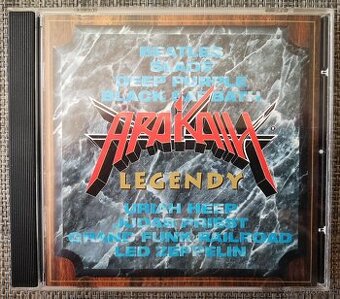 BEATLES
SLADE
DEEP PURPLE
BLACK SABBATH
ARAKAIN
LEGENDY
URIAH HEEP
JUDAS PRIEST
GRAND FUNK RAILROAD
LED ZEPPELIN